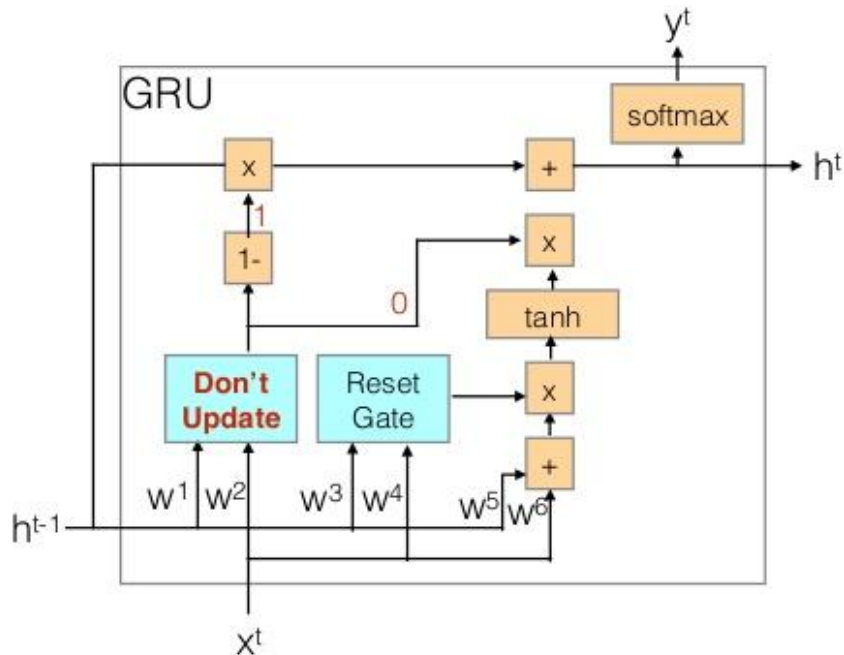 yᵗ
GRU
softmax
x
+
hᵗ
1
1-
x
0
tanh
Don't
Update
Reset
Gate
x
+
w¹ w² w³ w⁴ w⁵ w⁶
hᵗ⁻¹
xᵗ